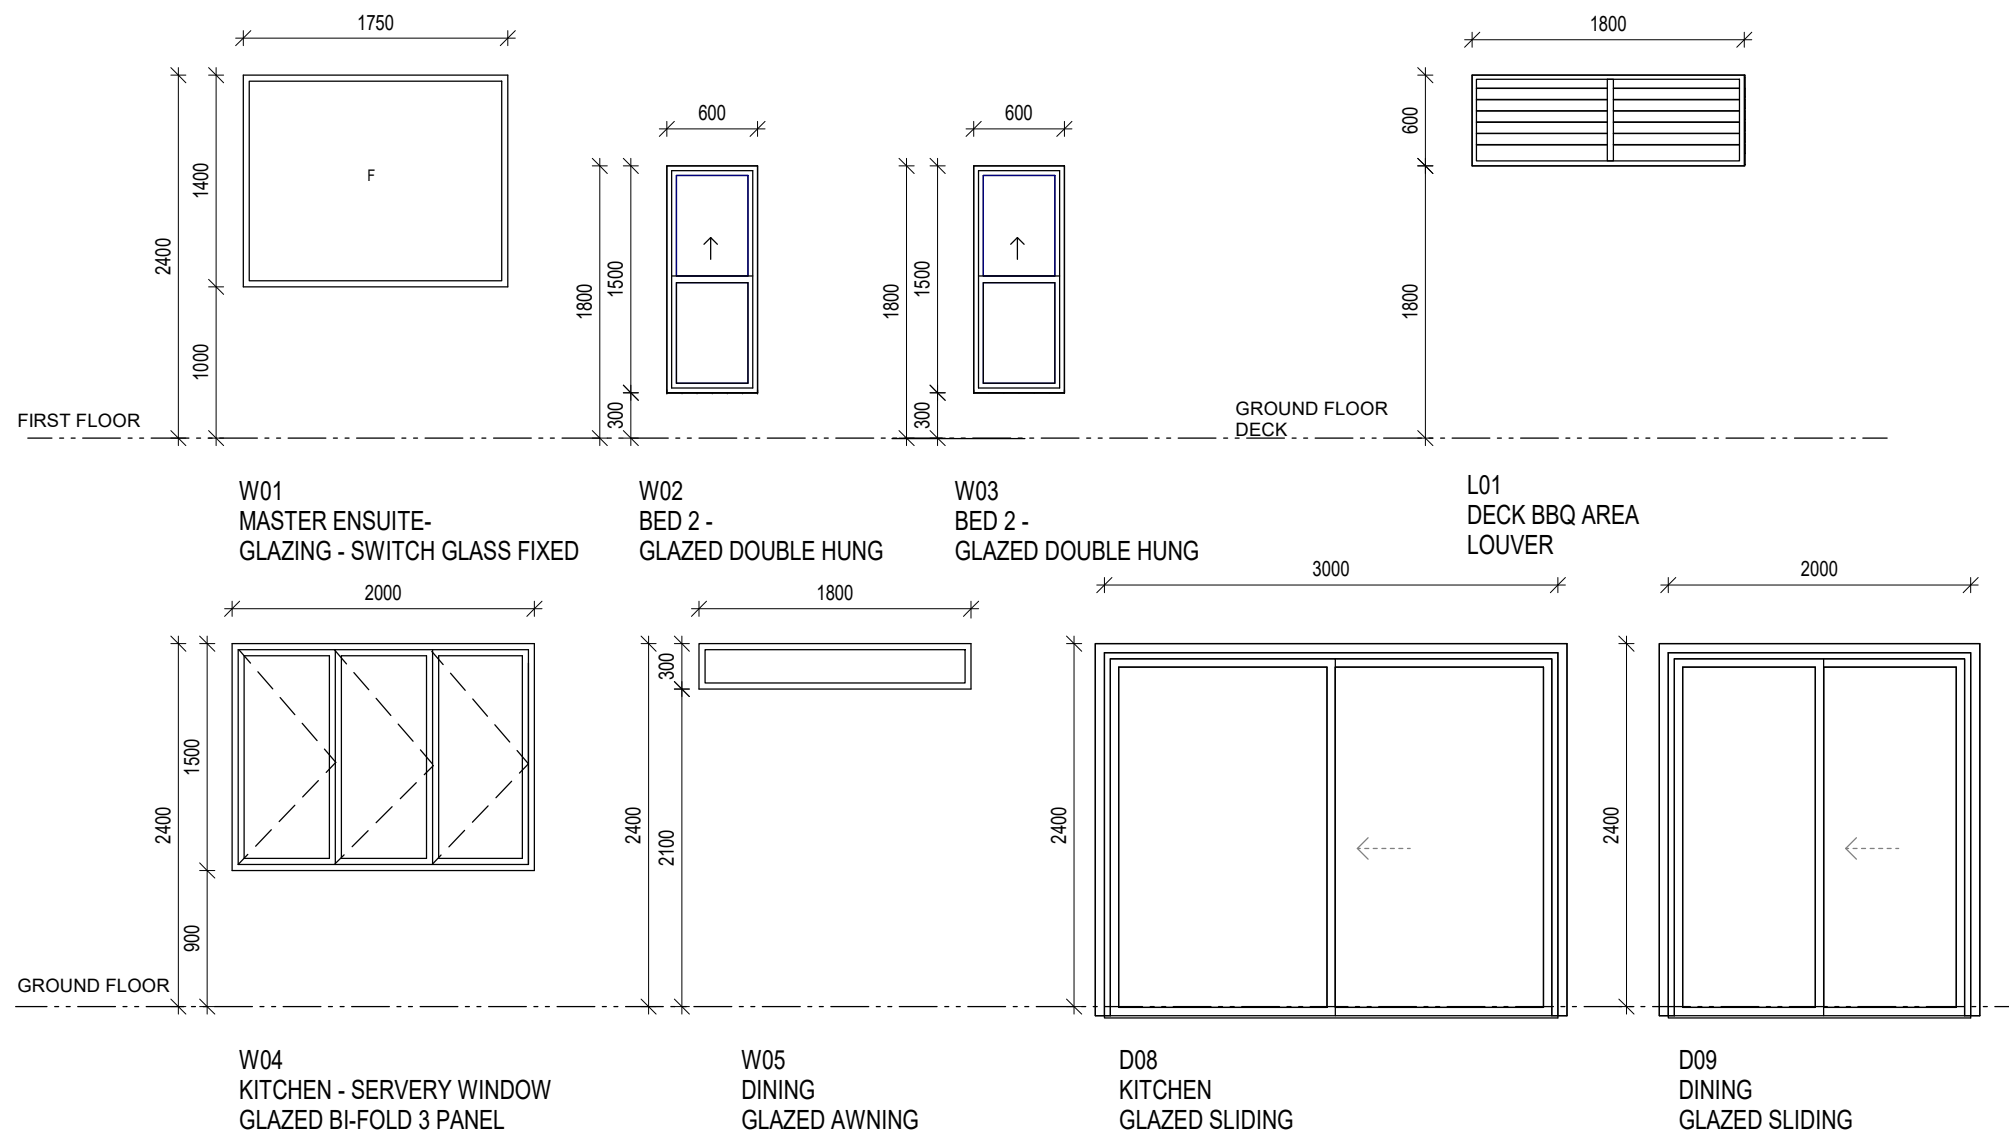 1750
1800
600
600
2400
1400
1000
F
1800
1500
300
1800
1500
300
600
1800
FIRST FLOOR
GROUND FLOOR
DECK
W01
MASTER ENSUITE-
GLAZING - SWITCH GLASS FIXED
W02
BED 2 -
GLAZED DOUBLE HUNG
W03
BED 2 -
GLAZED DOUBLE HUNG
L01
DECK BBQ AREA
LOUVER
2000
1800
3000
2000
2400
1500
900
2400
300
2100
2400
2400
GROUND FLOOR
W04
KITCHEN - SERVERY WINDOW
GLAZED BI-FOLD 3 PANEL
W05
DINING
GLAZED AWNING
D08
KITCHEN
GLAZED SLIDING
D09
DINING
GLAZED SLIDING